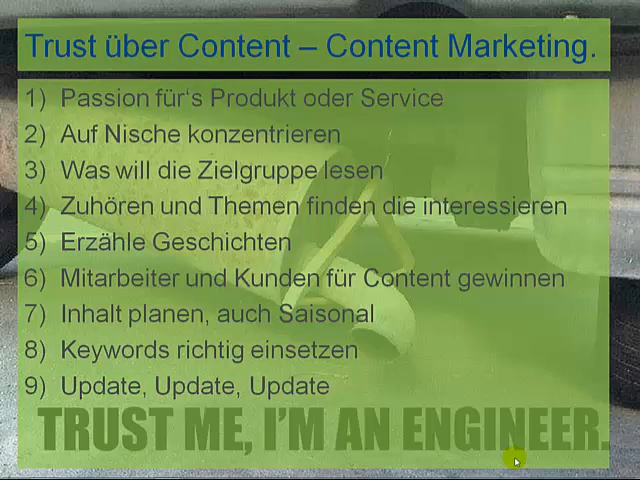 Trust über Content – Content Marketing.
1) Passion für‘s Produkt oder Service
2) Auf Nische konzentrieren
3) Was will die Zielgruppe lesen
4) Zuhören und Themen finden die interessieren
5) Erzähle Geschichten
6) Mitarbeiter und Kunden für Content gewinnen
7) Inhalt planen, auch Saisonal
8) Keywords richtig einsetzen
9) Update, Update, Update
TRUST ME, I'M AN ENGINEER.